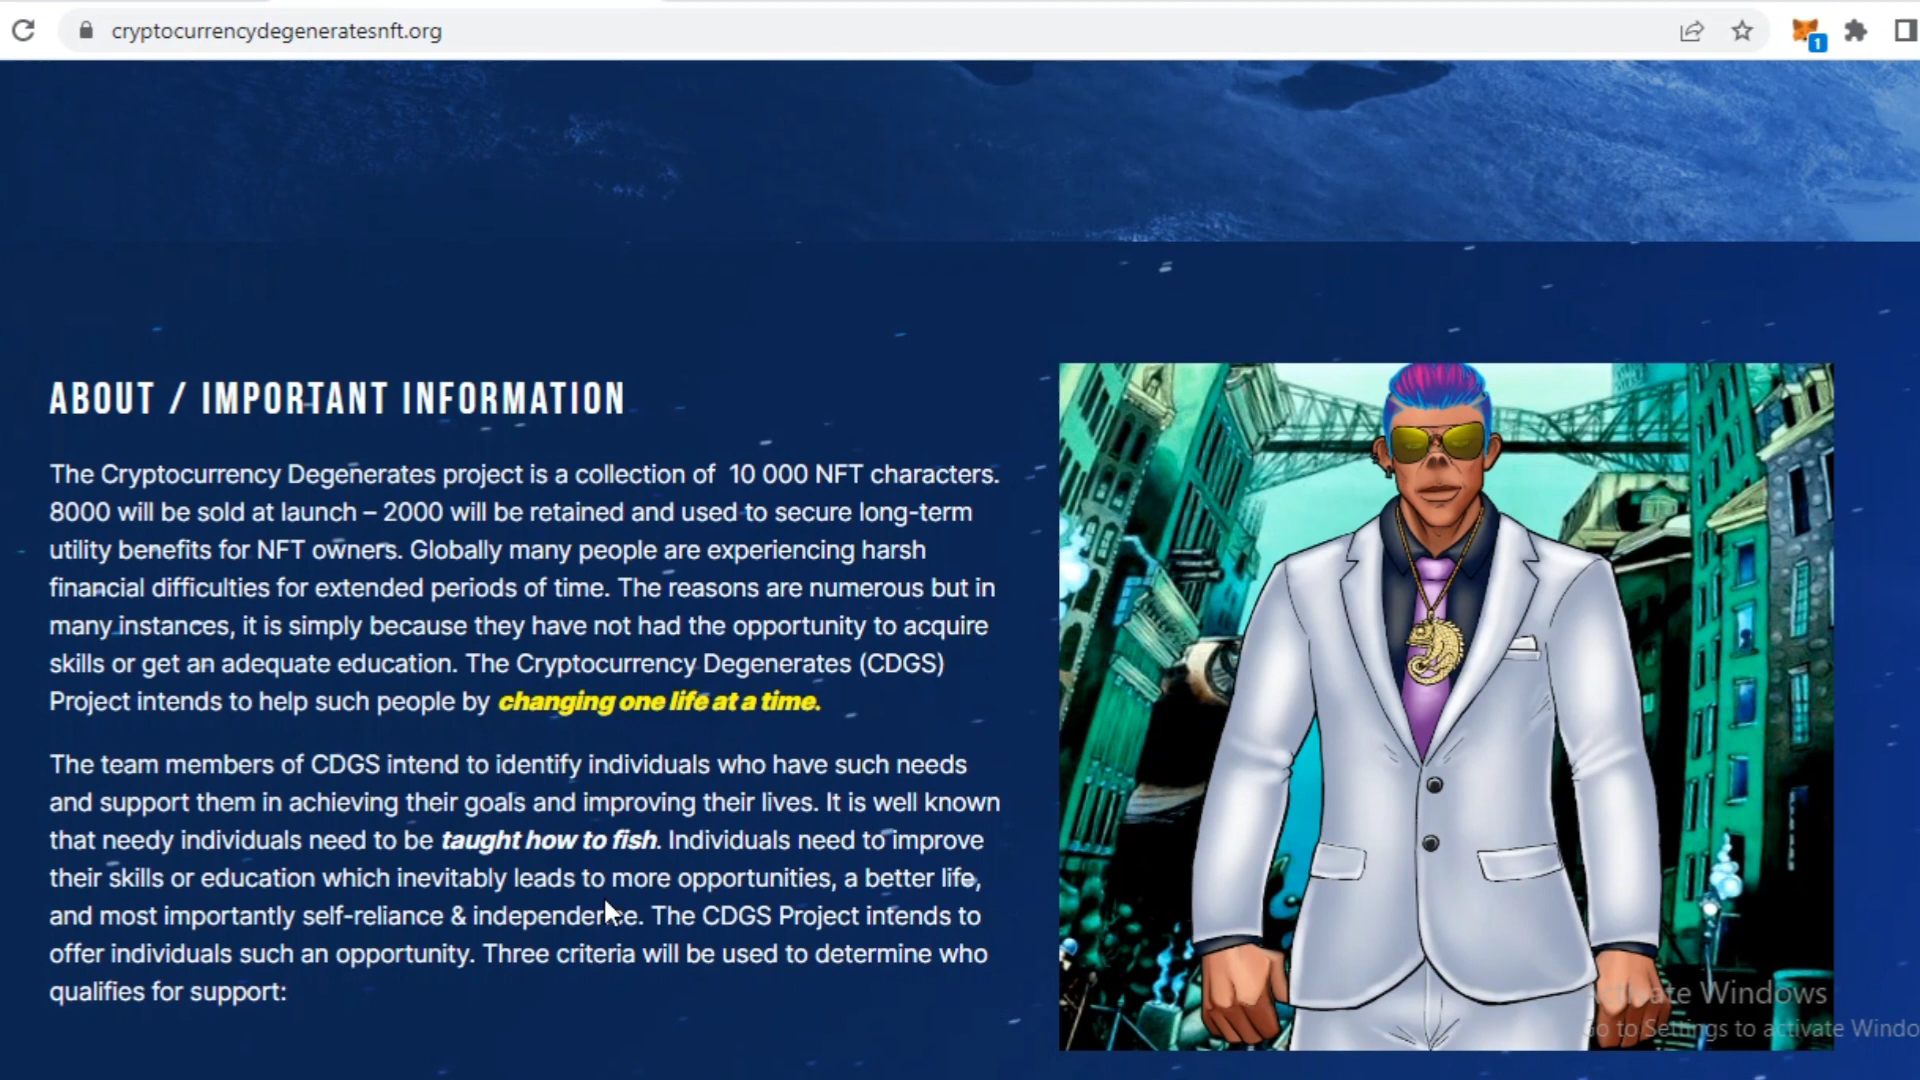 cryptocurrencydegeneratesnft.org
1
ABOUT / IMPORTANT INFORMATION
The Cryptocurrency Degenerates project is a collection of 10 000 NFT characters.
8000 will be sold at launch – 2000 will be retained and used to secure long-term
utility benefits for NFT owners. Globally many people are experiencing harsh
financial difficulties for extended periods of time. The reasons are numerous but in
many instances, it is simply because they have not had the opportunity to acquire
skills or get an adequate education. The Cryptocurrency Degenerates (CDGS)
Project intends to help such people by changing one life at a time.
The team members of CDGS intend to identify individuals who have such needs
and support them in achieving their goals and improving their lives. It is well known
that needy individuals need to be taught how to fish. Individuals need to improve
their skills or education which inevitably leads to more opportunities, a better life,
and most importantly self-reliance & independence. The CDGS Project intends to
offer individuals such an opportunity. Three criteria will be used to determine who
qualifies for support:
Activate Windows
Go to Settings to activate Windo